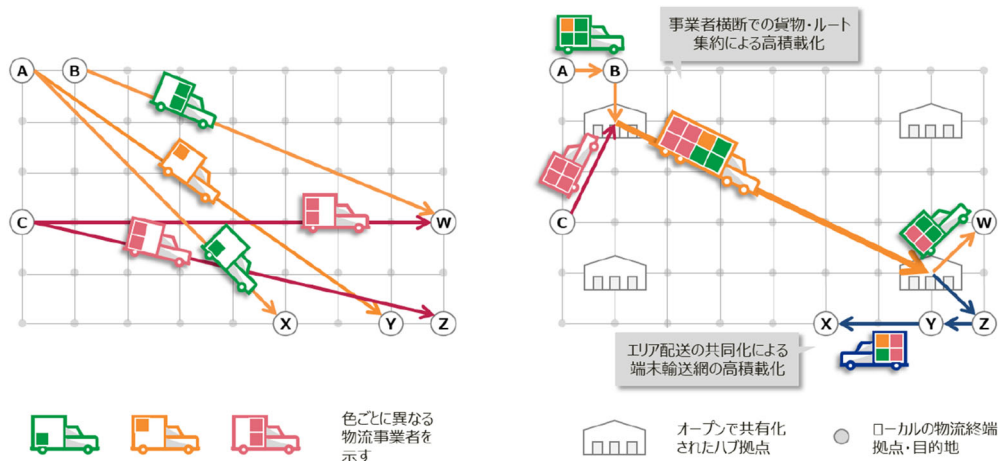 A
B
C
W
X
Y
Z
色ごとに異なる
物流事業者を
示す
事業者横断での貨物・ルート
集約による高積載化
A
B
C
W
X
Y
Z
エリア配送の共同化による
端末輸送網の高積載化
オープンで共有化
されたハブ拠点
ローカルの物流終端
拠点・目的地